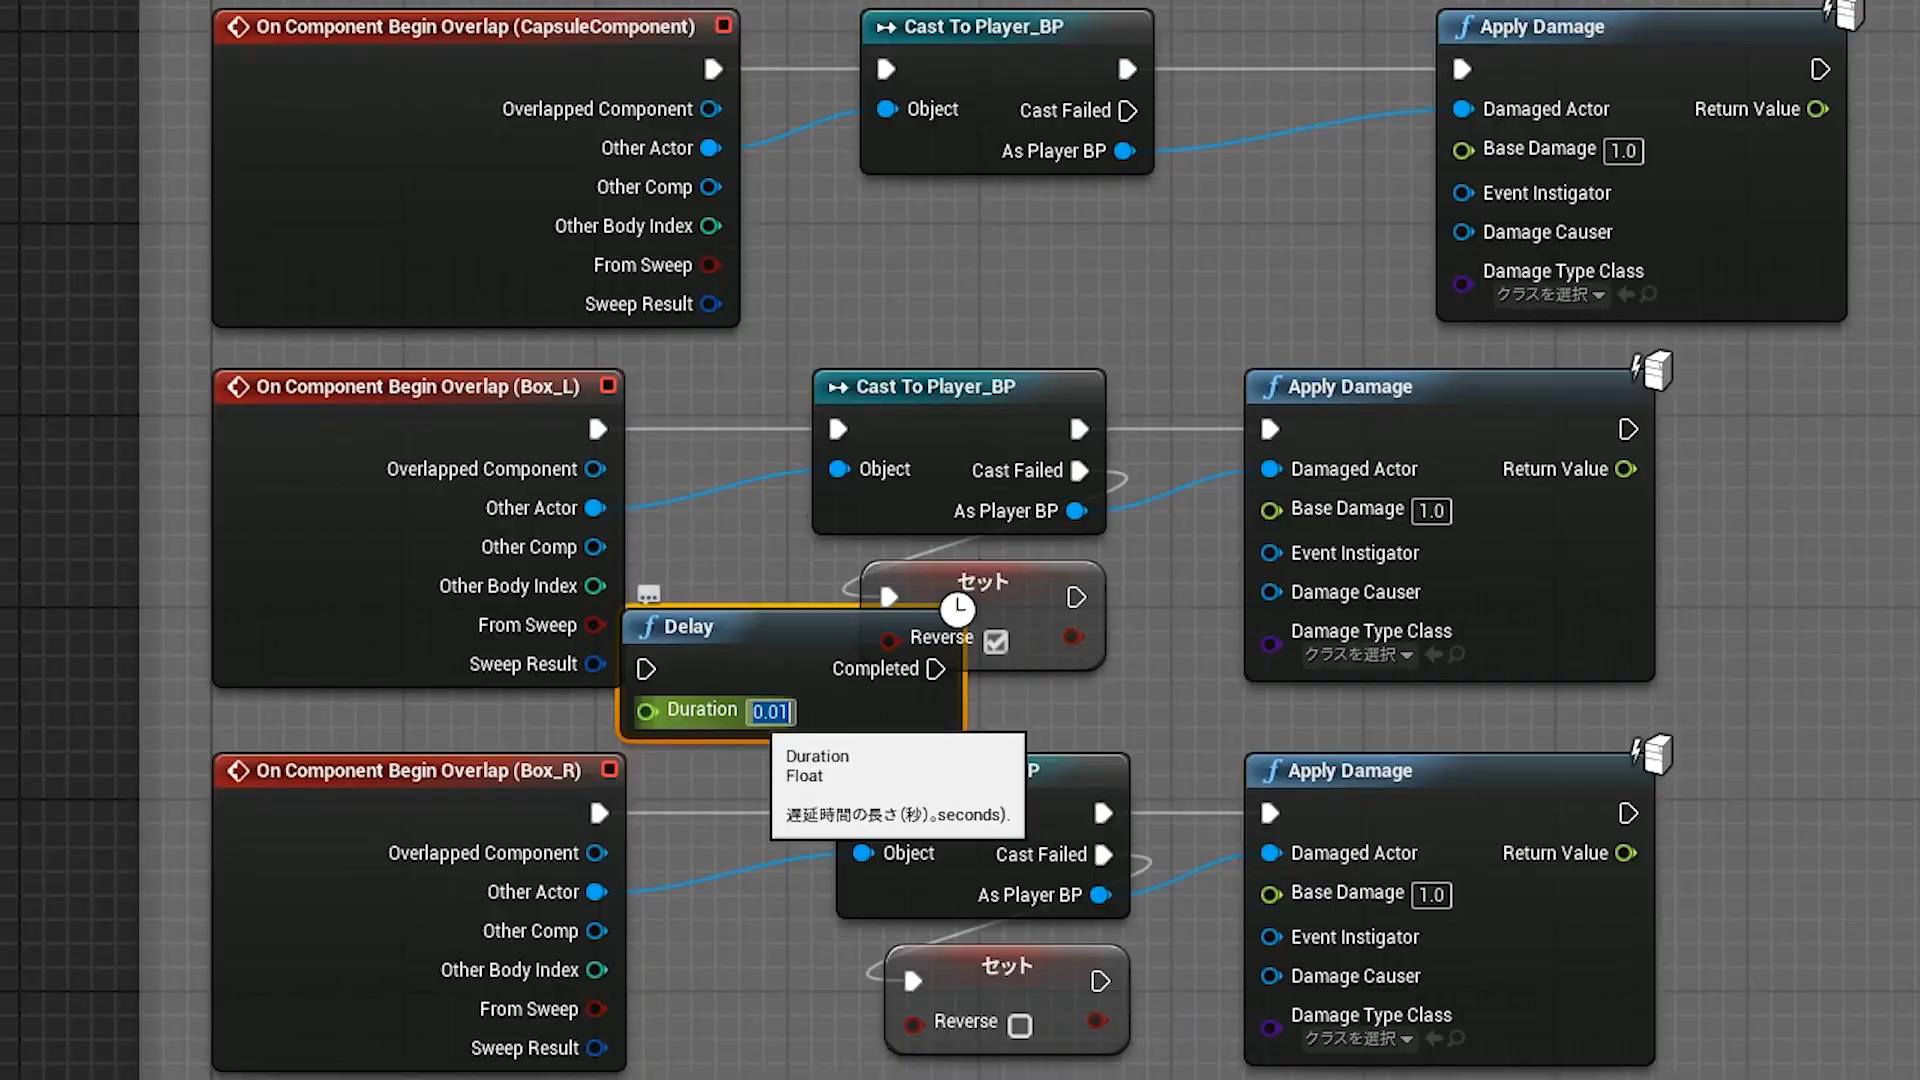 On Component Begin Overlap (CapsuleComponent)
Overlapped Component
Other Actor
Other Comp
Other Body Index
From Sweep
Sweep Result
Cast To Player_BP
Object
Cast Failed
As Player BP
Apply Damage
Damaged Actor
Return Value
Base Damage 1.0
Event Instigator
Damage Causer
Damage Type Class
クラスを選択
On Component Begin Overlap (Box_L)
Overlapped Component
Other Actor
Other Comp
Other Body Index
From Sweep
Sweep Result
Cast To Player_BP
Object
Cast Failed
As Player BP
セット
Reverse
Delay
Completed
Duration 0.01
Duration
Float
遅延時間の長さ(秒)。seconds).
Apply Damage
Damaged Actor
Return Value
Base Damage 1.0
Event Instigator
Damage Causer
Damage Type Class
クラスを選択
On Component Begin Overlap (Box_R)
Overlapped Component
Other Actor
Other Comp
Other Body Index
From Sweep
Sweep Result
P
Object
Cast Failed
As Player BP
セット
Reverse
Apply Damage
Damaged Actor
Return Value
Base Damage 1.0
Event Instigator
Damage Causer
Damage Type Class
クラスを選択